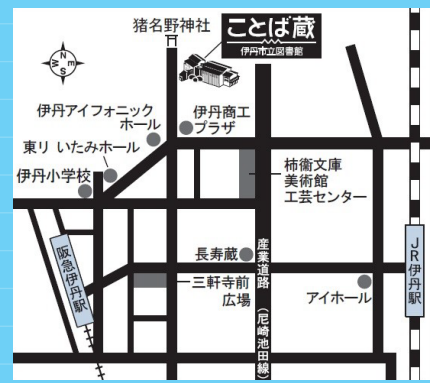 猪名野神社
ことば蔵
伊丹市立図書館
N
E
S
W
伊丹アイフォニック
ホール
伊丹商工
プラザ
東リ いたみホール
伊丹小学校
柿衞文庫
美術館
工芸センター
阪急伊丹駅
長寿蔵
産業道路
(尼崎池田線)
JR伊丹駅
三軒寺前
広場
アイホール